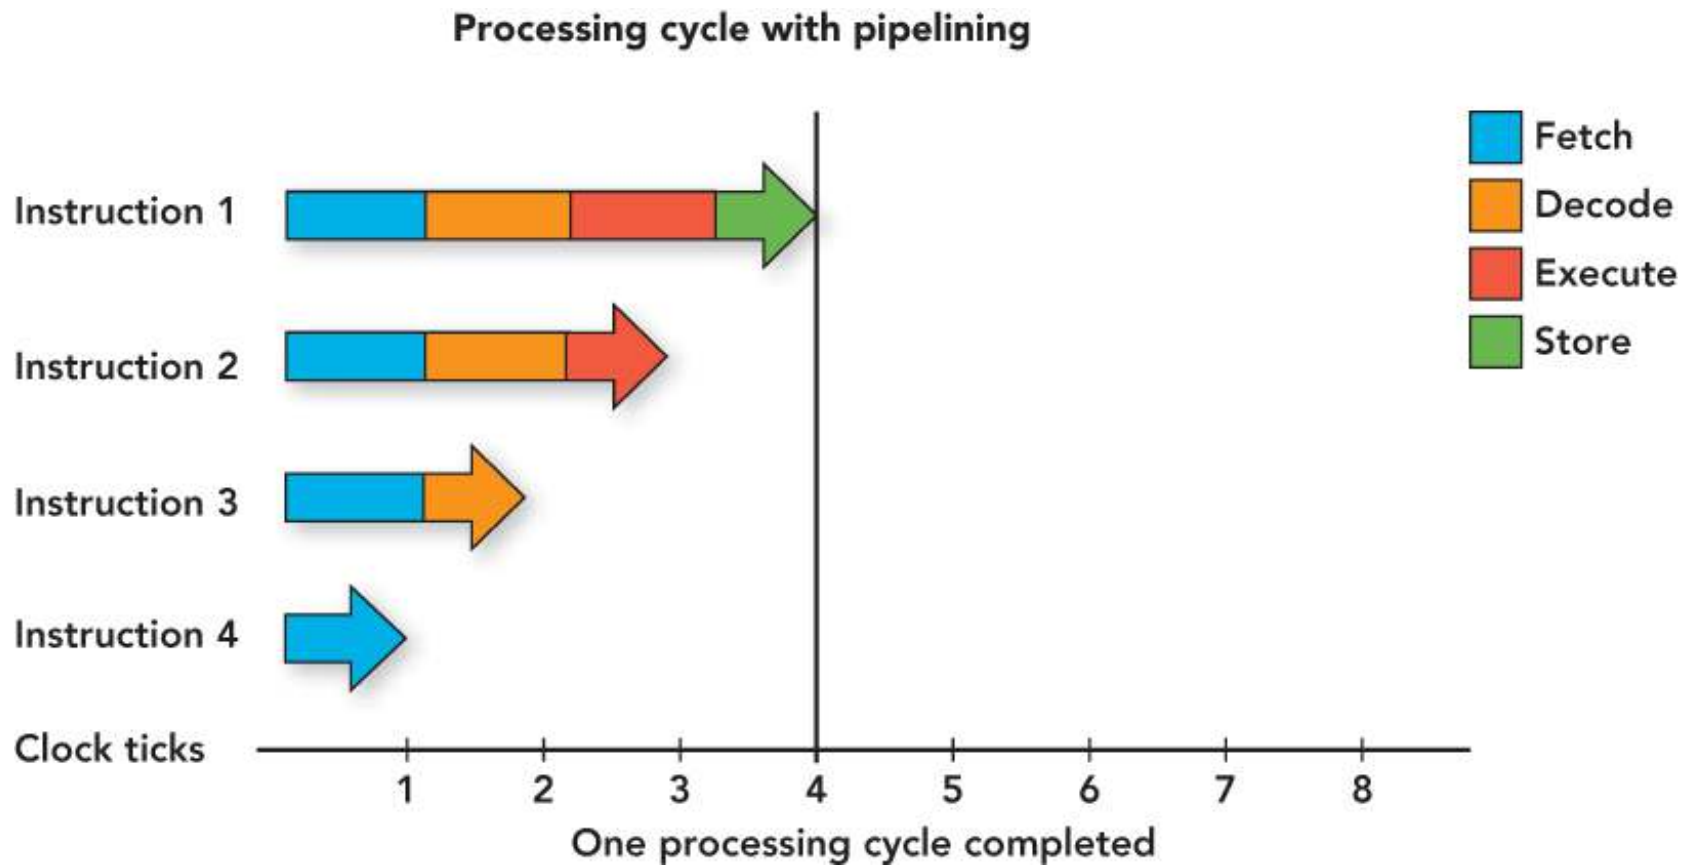 Processing cycle with pipelining
Fetch
Decode
Execute
Store
Instruction 1
Instruction 2
Instruction 3
Instruction 4
Clock ticks
1 2 3 4 5 6 7 8
One processing cycle completed